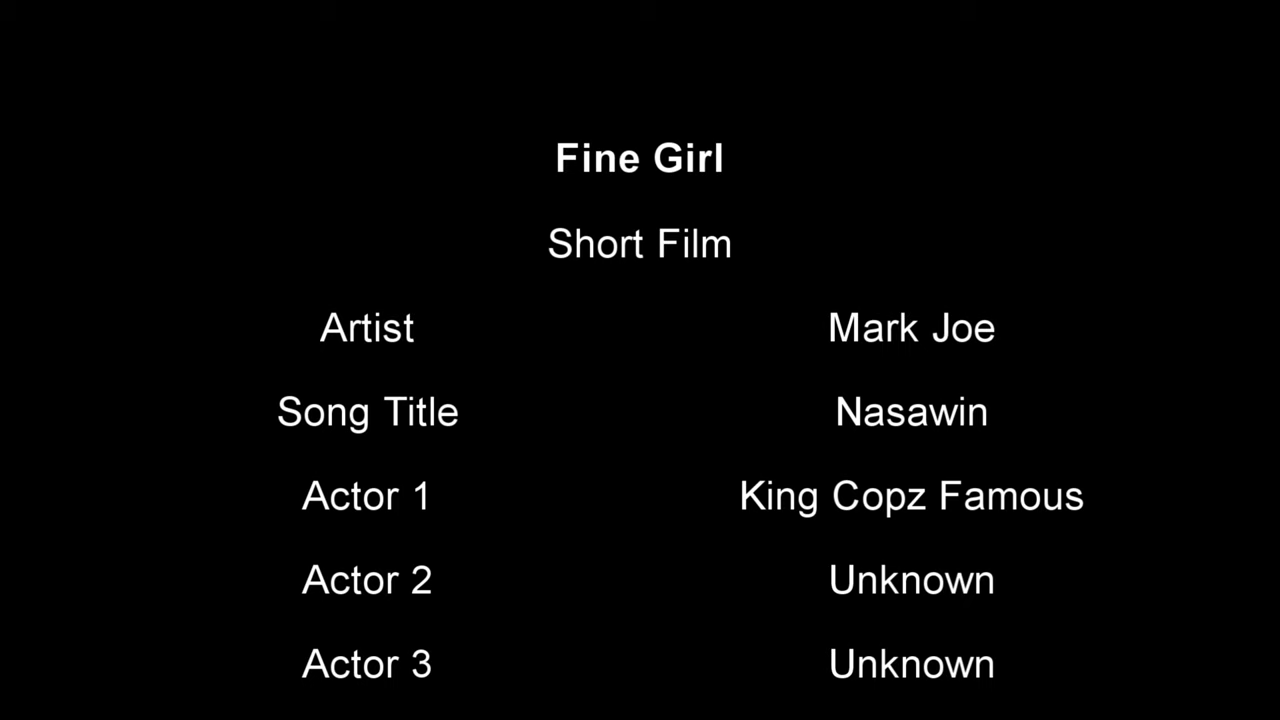 Fine Girl
Short Film
Artist Mark Joe
Song Title Nasawin
Actor 1 King Copz Famous
Actor 2 Unknown
Actor 3 Unknown